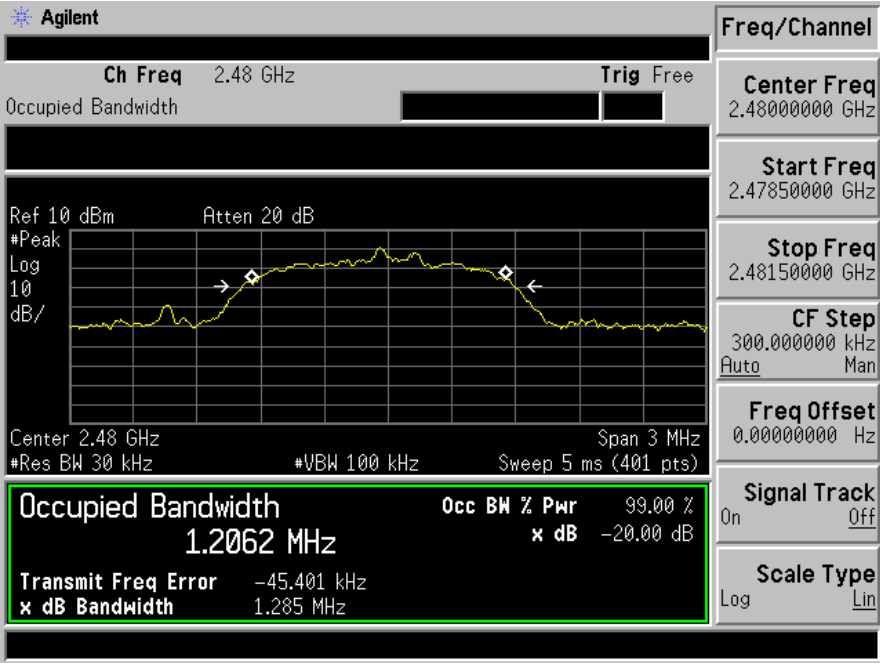 Agilent
Freq/Channel
Ch Freq 2.48 GHz Trig Free
Occupied Bandwidth
Center Freq
2.48000000 GHz
Start Freq
2.47850000 GHz
Stop Freq
2.48150000 GHz
CF Step
300.000000 kHz
Auto Man
Freq Offset
0.00000000 Hz
Signal Track
On Off
Scale Type
Log Lin
Ref 10 dBm Atten 20 dB
#Peak
Log
10
dB/
Center 2.48 GHz Span 3 MHz
#Res BW 30 kHz #VBW 100 kHz Sweep 5 ms (401 pts)
Occupied Bandwidth
1.2062 MHz
Occ BW % Pwr 99.00 %
x dB -20.00 dB
Transmit Freq Error -45.401 kHz
x dB Bandwidth 1.285 MHz